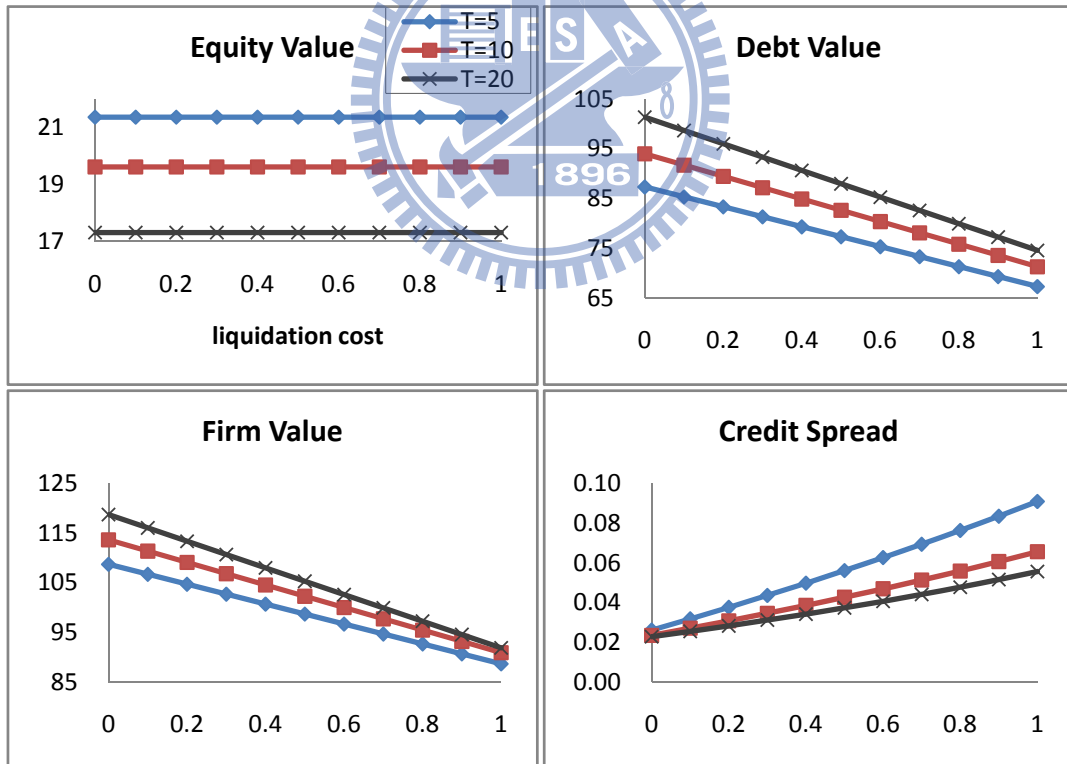 Equity Value
T=5
T=10
T=20
21
19
17
0 0.2 0.4 0.6 0.8 1
liquidation cost
Debt Value
105
95
85
75
65
0 0.2 0.4 0.6 0.8 1
E S A
8
1896
Firm Value
125
115
105
95
85
0 0.2 0.4 0.6 0.8 1
Credit Spread
0.10
0.08
0.06
0.04
0.02
0.00
0 0.2 0.4 0.6 0.8 1